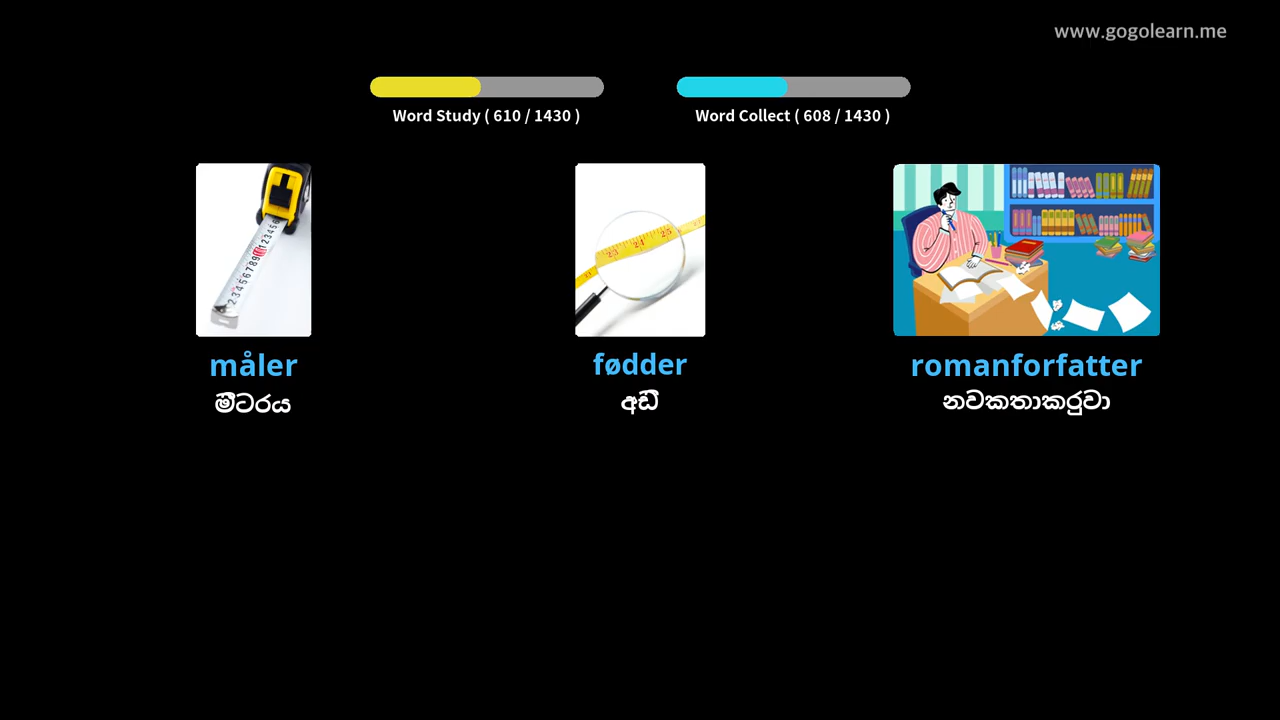 www.gogolearn.me
Word Study ( 610 / 1430 )
Word Collect ( 608 / 1430 )
måler
fødder
romanforfatter
මීටරය
අඩි
නවකතාකරුවා